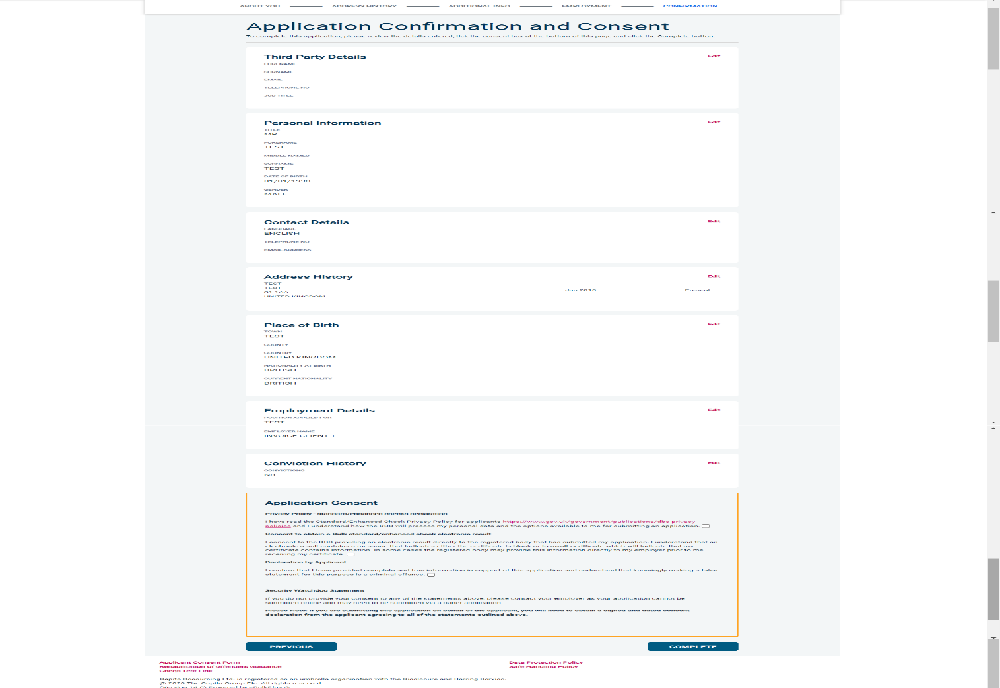 ABOUT YOU ADDRESS HISTORY ADDITIONAL INFO EMPLOYMENT CONFIRMATION
Application Confirmation and Consent
To complete this application, please review the details entered, tick the consent box at the bottom of this page and click the Complete button.
Third Party Details Edit
FORENAME
SURNAME
EMAIL
TELEPHONE NO
JOB TITLE
Personal Information Edit
TITLE
MR
FORENAME
TEST
MIDDLE NAMES
SURNAME
TEST
DATE OF BIRTH
01/01/1993
GENDER
MALE
Contact Details Edit
LANGUAGE
ENGLISH
TELEPHONE NO
EMAIL ADDRESS
Address History Edit
TEST
TEST
S1 1AA Jan 2013 Present
UNITED KINGDOM
Place of Birth Edit
TOWN
TEST
COUNTY
COUNTRY
UNITED KINGDOM
NATIONALITY AT BIRTH
BRITISH
CURRENT NATIONALITY
BRITISH
Employment Details Edit
POSITION APPLIED FOR
TEST
EMPLOYER NAME
INVOICE CLIENT 1
Conviction History Edit
CONVICTIONS
No
Application Consent
Privacy Policy - standard/enhanced checks declaration
I have read the Standard/Enhanced Check Privacy Policy for applicants https://www.gov.uk/government/publications/dbs-privacy-
policies and I understand how the DBS will process my personal data and the options available to me for submitting an application.
Consent to obtain e-Bulk standard/enhanced check electronic result
I consent to the DBS providing an electronic result directly to the registered body that has submitted my application. I understand that an
electronic result contains a message that indicates either the certificate is blank or to await certificate which will indicate that my
certificate contains information. In some cases the registered body may provide this information directly to my employer prior to me
receiving my certificate.
Declaration by Applicant
I confirm that I have provided complete and true information in support of this application and understand that knowingly making a false
statement for this purpose is a criminal offence.
Security Watchdog Statement
If you do not provide your consent to any of the statements above, please contact your employer as your application cannot be
submitted online and may need to be submitted via a paper application.
Please Note: If you are submitting this application on behalf of the applicant, you will need to obtain a signed and dated consent
declaration from the applicant agreeing to all of the statements outlined above.
PREVIOUS COMPLETE
Applicant Consent Form Data Protection Policy
Rehabilitation of offenders Guidance Safe Handling Policy
Cheqs Test Link
Capita Resourcing Ltd. is registered as an umbrella organisation with the Disclosure and Barring Service.
© 2020 The Capita Group Plc. All rights reserved
Powered by eBulkPlus ®